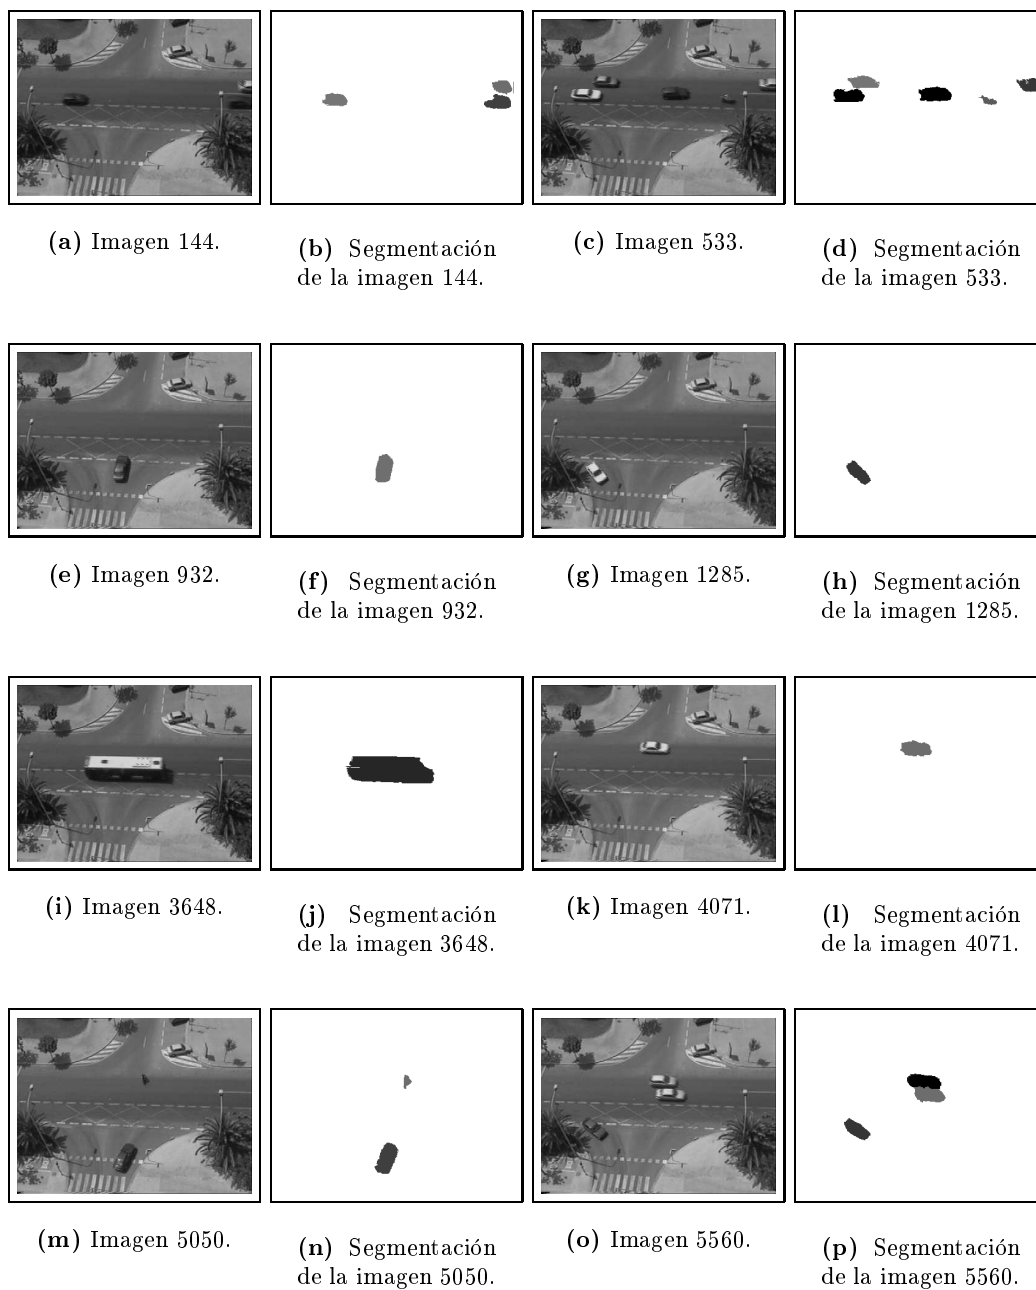 (a) Imagen 144.
(b) Segmentación
de la imagen 144.
(c) Imagen 533.
(d) Segmentación
de la imagen 533.
(e) Imagen 932.
(f) Segmentación
de la imagen 932.
(g) Imagen 1285.
(h) Segmentación
de la imagen 1285.
(i) Imagen 3648.
(j) Segmentación
de la imagen 3648.
(k) Imagen 4071.
(l) Segmentación
de la imagen 4071.
(m) Imagen 5050.
(n) Segmentación
de la imagen 5050.
(o) Imagen 5560.
(p) Segmentación
de la imagen 5560.